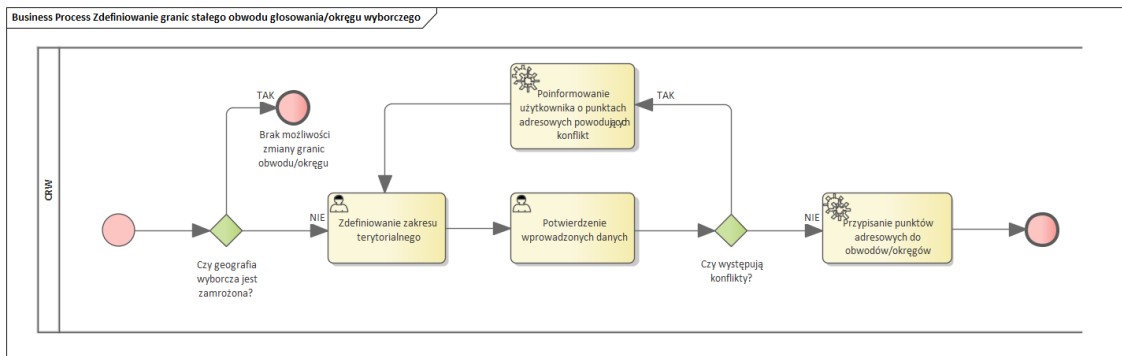 Business Process Zdefiniowanie granic stałego obwodu głosowania/okręgu wyborczego
CRW
TAK
Brak możliwości
zmiany granic
obwodu/okręgu
Czy geografia
wyborcza jest
zamrożona?
NIE
Zdefiniowanie zakresu
terytorialnego
Poinformowanie
użytkownika o punktach
adresowych powodujących
konflikt
Potwierdzenie
wprowadzonych danych
TAK
Czy występują
konflikty?
NIE
Przypisanie punktów
adresowych do
obwodów/okręgów